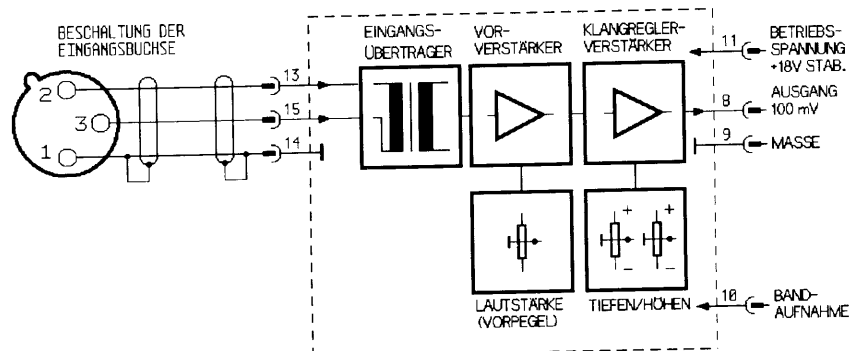 BESCHALTUNG DER
EINGANGSBUCHSE
2
3
1
13
15
14
EINGANGS-
ÜBERTRAGER
VOR-
VERSTÄRKER
KLANGREGLER-
VERSTÄRKER
11
BETRIEBS-
SPANNUNG
+18V STAB.
8
AUSGANG
100 mV
9
MASSE
+ +
- -
LAUTSTÄRKE
(VORPEGEL)
TIEFEN/HÖHEN
10
BAND-
AUFNAHME